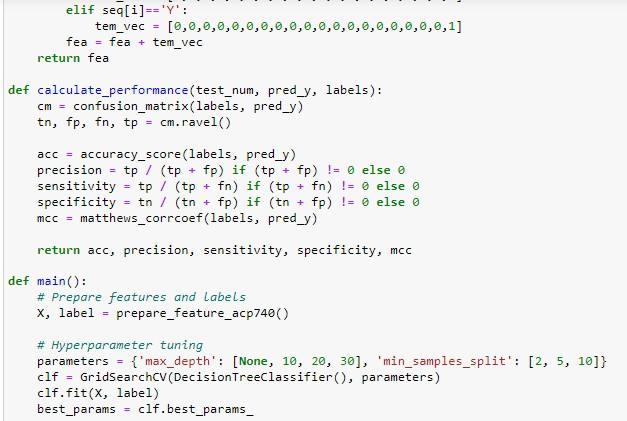 elif seq[i]=='Y':
tem_vec = [0,0,0,0,0,0,0,0,0,0,0,0,0,0,0,0,0,0,0,1]
fea = fea + tem_vec
return fea
def calculate_performance(test_num, pred_y, labels):
cm = confusion_matrix(labels, pred_y)
tn, fp, fn, tp = cm.ravel()
acc = accuracy_score(labels, pred_y)
precision = tp / (tp + fp) if (tp + fp) != 0 else 0
sensitivity = tp / (tp + fn) if (tp + fn) != 0 else 0
specificity = tn / (tn + fp) if (tn + fp) != 0 else 0
mcc = matthews_corrcoef(labels, pred_y)
return acc, precision, sensitivity, specificity, mcc
def main():
# Prepare features and labels
X, label = prepare_feature_acp740()
# Hyperparameter tuning
parameters = {'max_depth': [None, 10, 20, 30], 'min_samples_split': [2, 5, 10]}
clf = GridSearchCV(DecisionTreeClassifier(), parameters)
clf.fit(X, label)
best_params = clf.best_params_